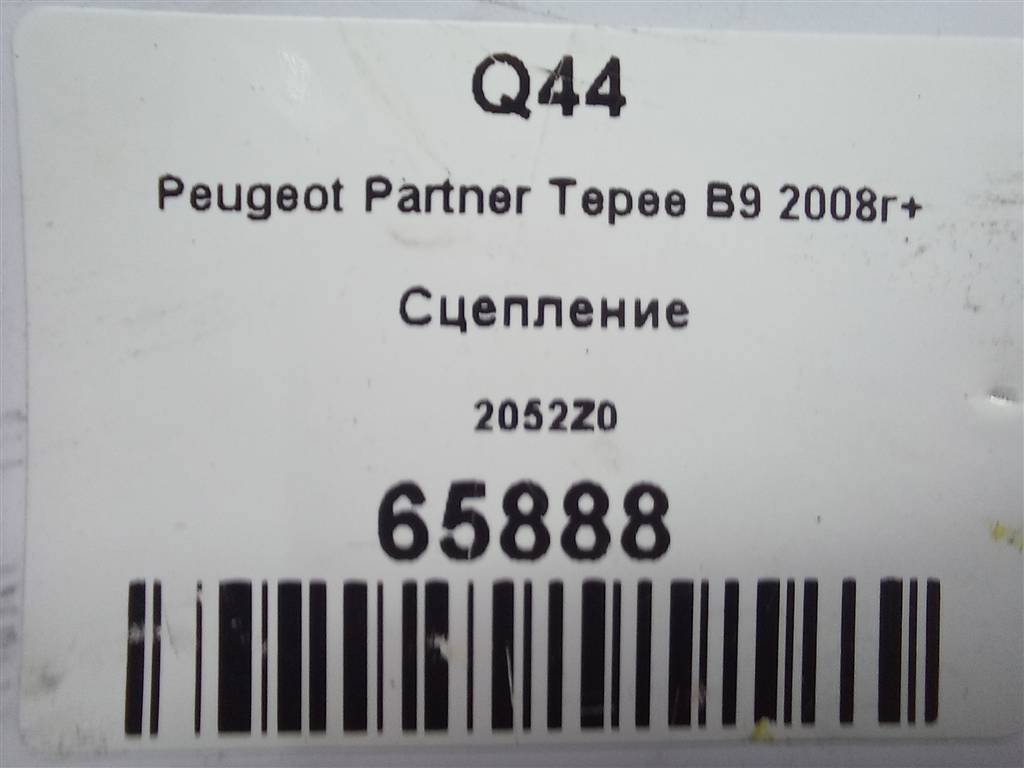 Q44
Peugeot Partner Tepee B9 2008г+
Сцепление
2052Z0
65888